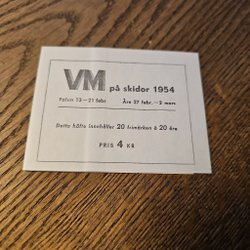 VM på skidor 1954
Falun 13—21 febr. Åre 27 febr.—3 mars
Detta häfte innehåller 20 frimärken à 20 öre
PRIS 4 KR